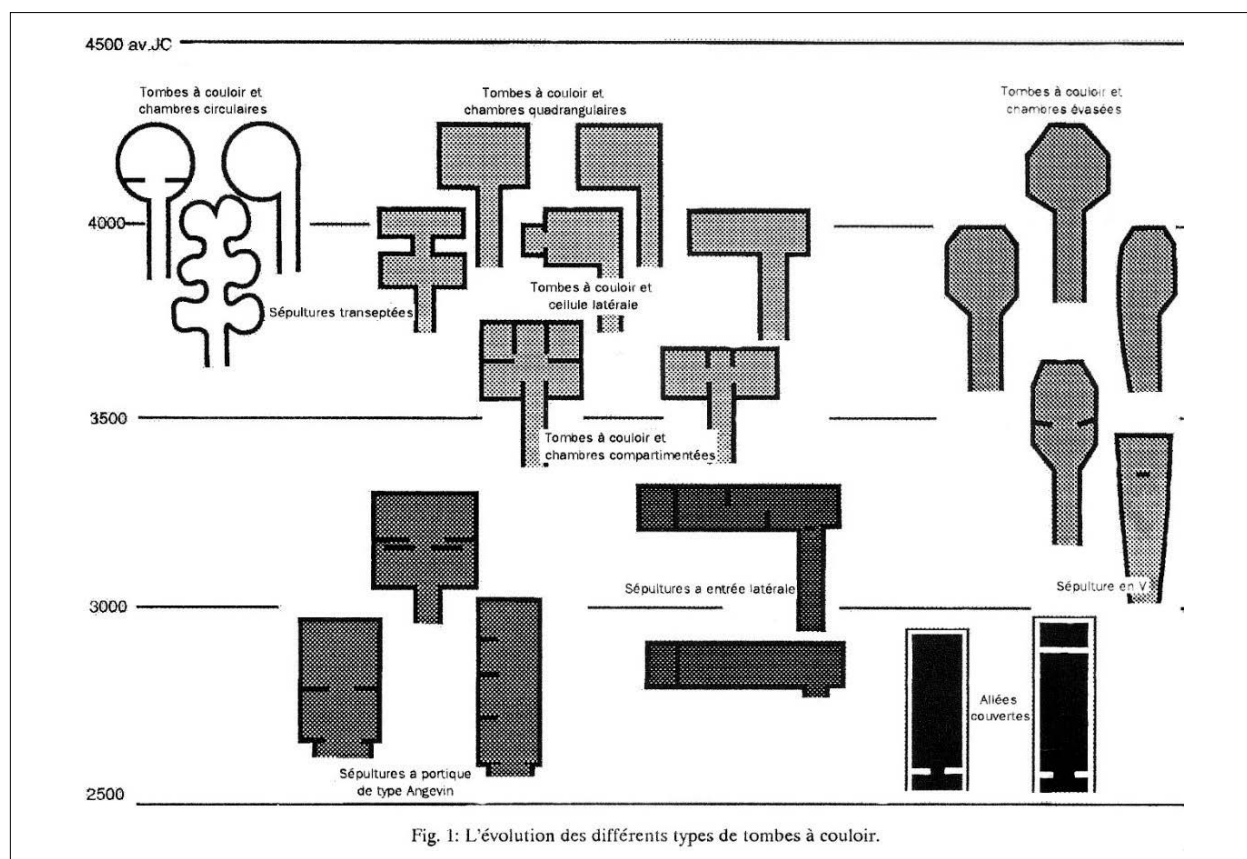 4500 av.JC
Tombes à couloir et
chambres circulaires
Tombes à couloir et
chambres quadrangulaires
Tombes à couloir et
chambres évasées
4000
Sépultures transeptées
Tombes à couloir et
cellule latérale
3500
Tombes à couloir et
chambres compartimentées
Sépultures a entrée latérale
Sépulture en V
3000
Allées
couvertes
Sépultures a portique
de type Angevin
2500
Fig. 1: L'évolution des différents types de tombes à couloir.